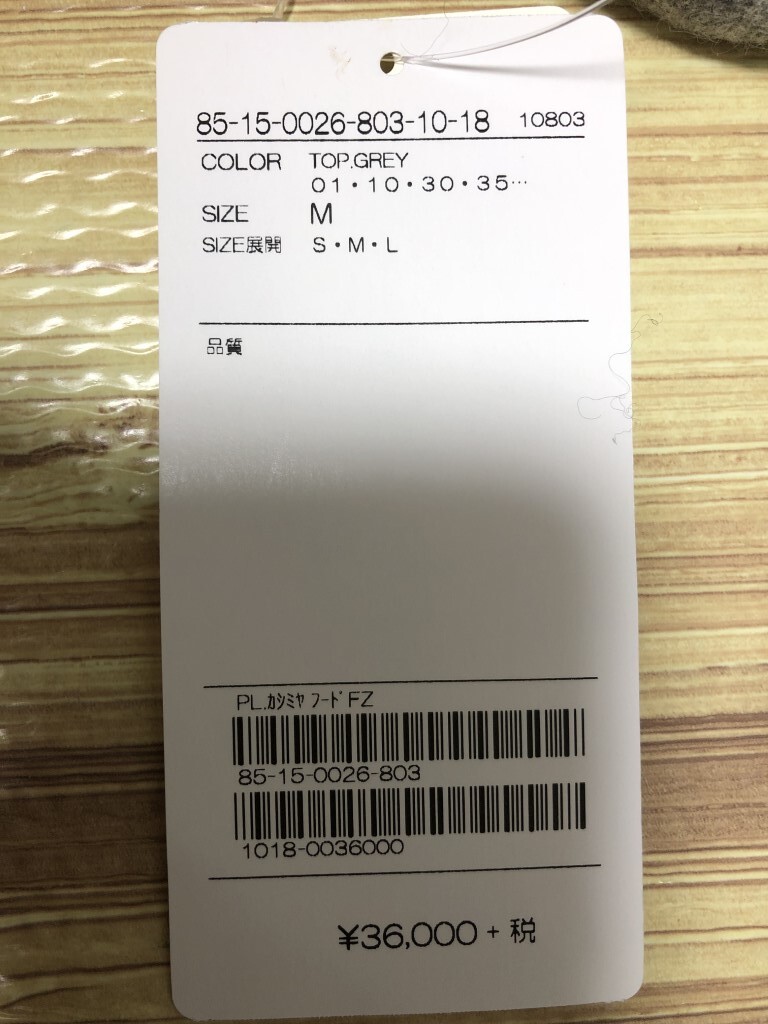 85-15-0026-803-10-18 10803
COLOR TOP.GREY
01・10・30・35…
SIZE M
SIZE展開 S・M・L
品質
PL.ｶｼﾐﾔ ﾌｰﾄﾞFZ
85-15-0026-803
1018-0036000
¥36,000 + 税